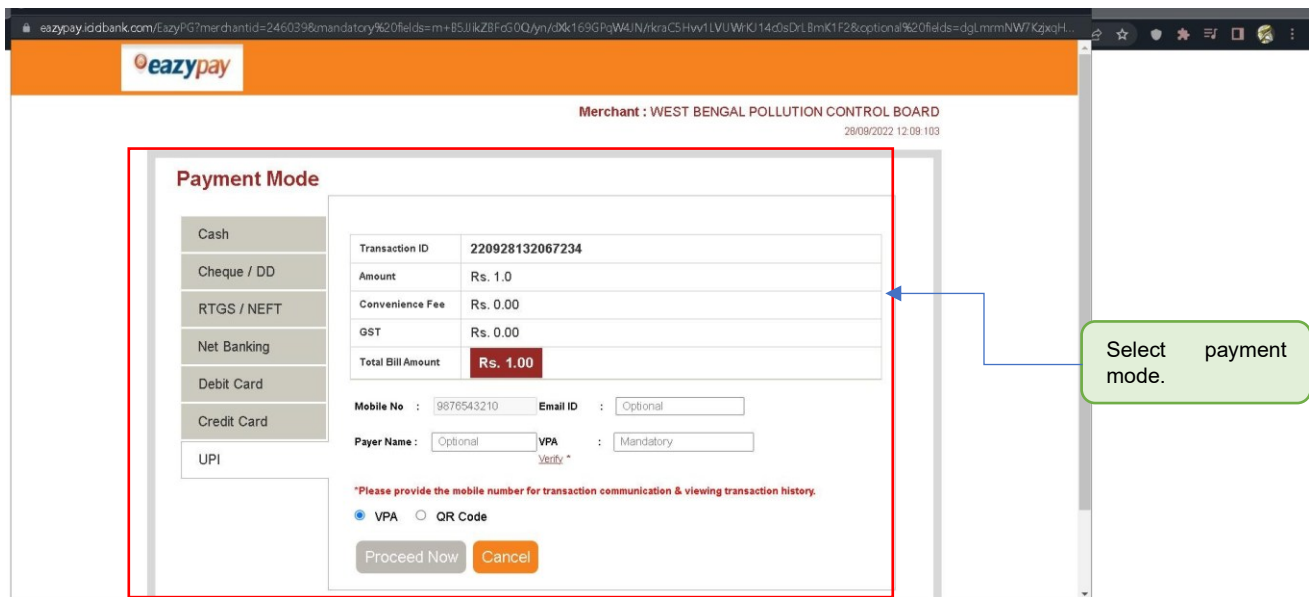 eazypay.icicibank.com/EazyPG?merchantid=246039&mandatory%20fields=
eazypay
Merchant : WEST BENGAL POLLUTION CONTROL BOARD
28/09/2022 12:09:103
Payment Mode
Cash
Cheque / DD
RTGS / NEFT
Net Banking
Debit Card
Credit Card
UPI
Transaction ID 220928132067234
Amount Rs. 1.0
Convenience Fee Rs. 0.00
GST Rs. 0.00
Total Bill Amount Rs. 1.00
Mobile No : 9876543210 Email ID : Optional
Payer Name : Optional VPA : Mandatory
Verify *
*Please provide the mobile number for transaction communication & viewing transaction history.
VPA QR Code
Proceed Now Cancel
Select payment
mode.